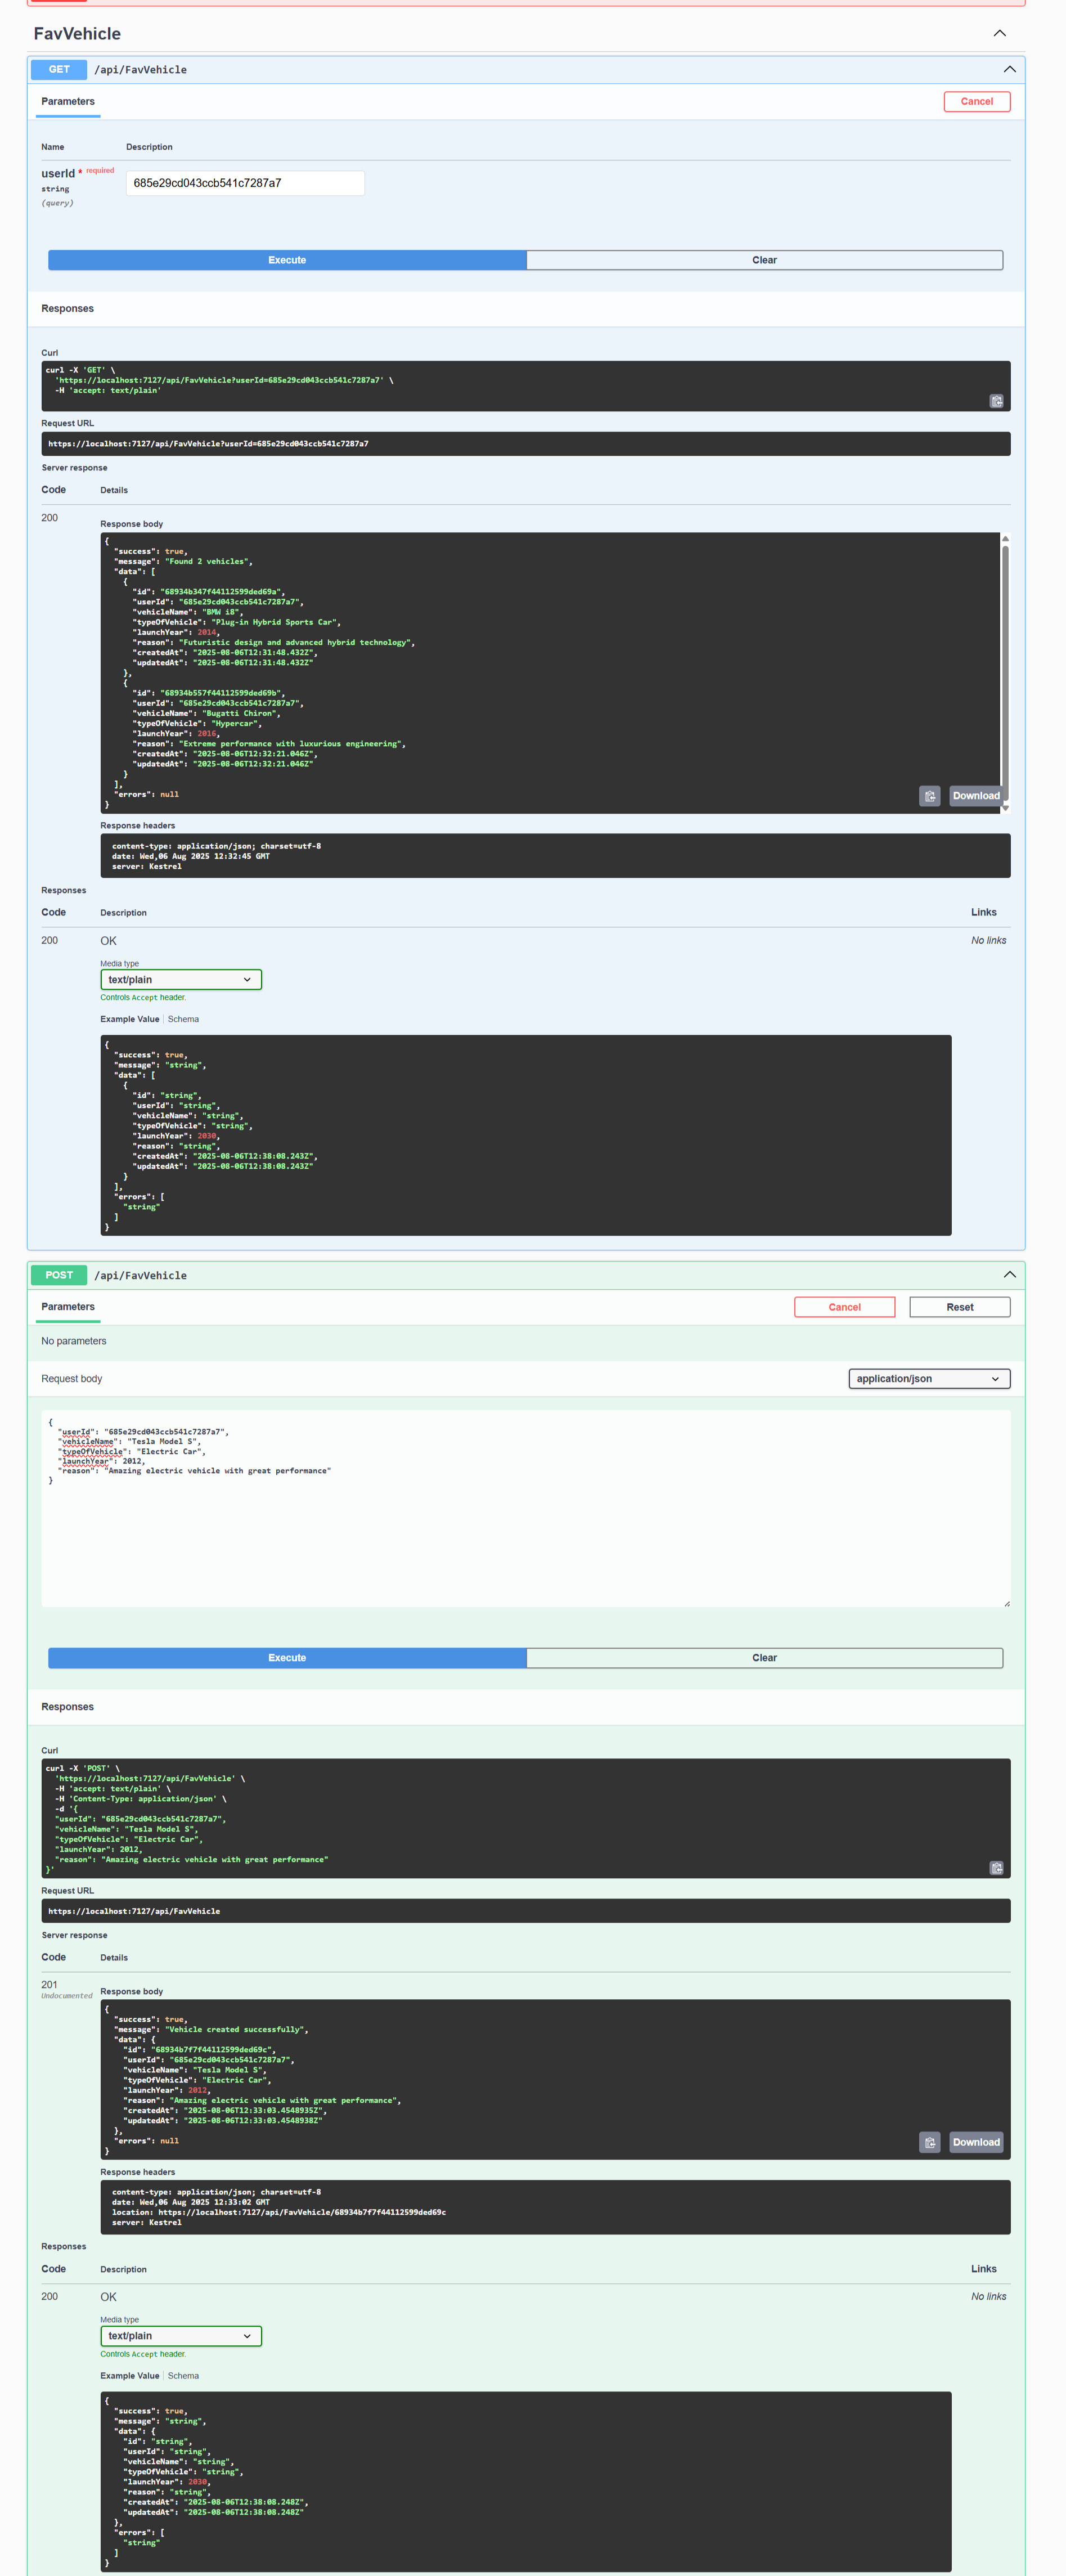 FavVehicle
GET /api/FavVehicle
Parameters
Cancel
Name Description
userId * required
string
(query)
685e29cd043ccb541c7287a7
Execute Clear
Responses
Curl
curl -X 'GET' \
  'https://localhost:7127/api/FavVehicle?userId=685e29cd043ccb541c7287a7' \
  -H 'accept: text/plain'
Request URL
https://localhost:7127/api/FavVehicle?userId=685e29cd043ccb541c7287a7
Server response
Code Details
200
Response body
{
  "success": true,
  "message": "Found 2 vehicles",
  "data": [
    {
      "id": "68934b347f44112599ded69a",
      "userId": "685e29cd043ccb541c7287a7",
      "vehicleName": "BMW i8",
      "typeOfVehicle": "Plug-in Hybrid Sports Car",
      "launchYear": 2014,
      "reason": "Futuristic design and advanced hybrid technology",
      "createdAt": "2025-08-06T12:31:48.432Z",
      "updatedAt": "2025-08-06T12:31:48.432Z"
    },
    {
      "id": "68934b557f44112599ded69b",
      "userId": "685e29cd043ccb541c7287a7",
      "vehicleName": "Bugatti Chiron",
      "typeOfVehicle": "Hypercar",
      "launchYear": 2016,
      "reason": "Extreme performance with luxurious engineering",
      "createdAt": "2025-08-06T12:32:21.046Z",
      "updatedAt": "2025-08-06T12:32:21.046Z"
    }
  ],
  "errors": null
}
Download
Response headers
content-type: application/json; charset=utf-8
date: Wed,06 Aug 2025 12:32:45 GMT
server: Kestrel
Responses
Code Description Links
200 OK No links
Media type
text/plain
Controls Accept header.
Example Value Schema
{
  "success": true,
  "message": "string",
  "data": [
    {
      "id": "string",
      "userId": "string",
      "vehicleName": "string",
      "typeOfVehicle": "string",
      "launchYear": 2030,
      "reason": "string",
      "createdAt": "2025-08-06T12:38:08.243Z",
      "updatedAt": "2025-08-06T12:38:08.243Z"
    }
  ],
  "errors": [
    "string"
  ]
}
POST /api/FavVehicle
Parameters
Cancel Reset
No parameters
Request body
application/json
{
  "userId": "685e29cd043ccb541c7287a7",
  "vehicleName": "Tesla Model S",
  "typeOfVehicle": "Electric Car",
  "launchYear": 2012,
  "reason": "Amazing electric vehicle with great performance"
}
Execute Clear
Responses
Curl
curl -X 'POST' \
  'https://localhost:7127/api/FavVehicle' \
  -H 'accept: text/plain' \
  -H 'Content-Type: application/json' \
  -d '{
  "userId": "685e29cd043ccb541c7287a7",
  "vehicleName": "Tesla Model S",
  "typeOfVehicle": "Electric Car",
  "launchYear": 2012,
  "reason": "Amazing electric vehicle with great performance"
}'
Request URL
https://localhost:7127/api/FavVehicle
Server response
Code Details
201
Undocumented
Response body
{
  "success": true,
  "message": "Vehicle created successfully",
  "data": {
    "id": "68934b7f7f44112599ded69c",
    "userId": "685e29cd043ccb541c7287a7",
    "vehicleName": "Tesla Model S",
    "typeOfVehicle": "Electric Car",
    "launchYear": 2012,
    "reason": "Amazing electric vehicle with great performance",
    "createdAt": "2025-08-06T12:33:03.4548935Z",
    "updatedAt": "2025-08-06T12:33:03.4548938Z"
  },
  "errors": null
}
Download
Response headers
content-type: application/json; charset=utf-8
date: Wed,06 Aug 2025 12:33:02 GMT
location: https://localhost:7127/api/FavVehicle/68934b7f7f44112599ded69c
server: Kestrel
Responses
Code Description Links
200 OK No links
Media type
text/plain
Controls Accept header.
Example Value Schema
{
  "success": true,
  "message": "string",
  "data": {
    "id": "string",
    "userId": "string",
    "vehicleName": "string",
    "typeOfVehicle": "string",
    "launchYear": 2030,
    "reason": "string",
    "createdAt": "2025-08-06T12:38:08.248Z",
    "updatedAt": "2025-08-06T12:38:08.248Z"
  },
  "errors": [
    "string"
  ]
}